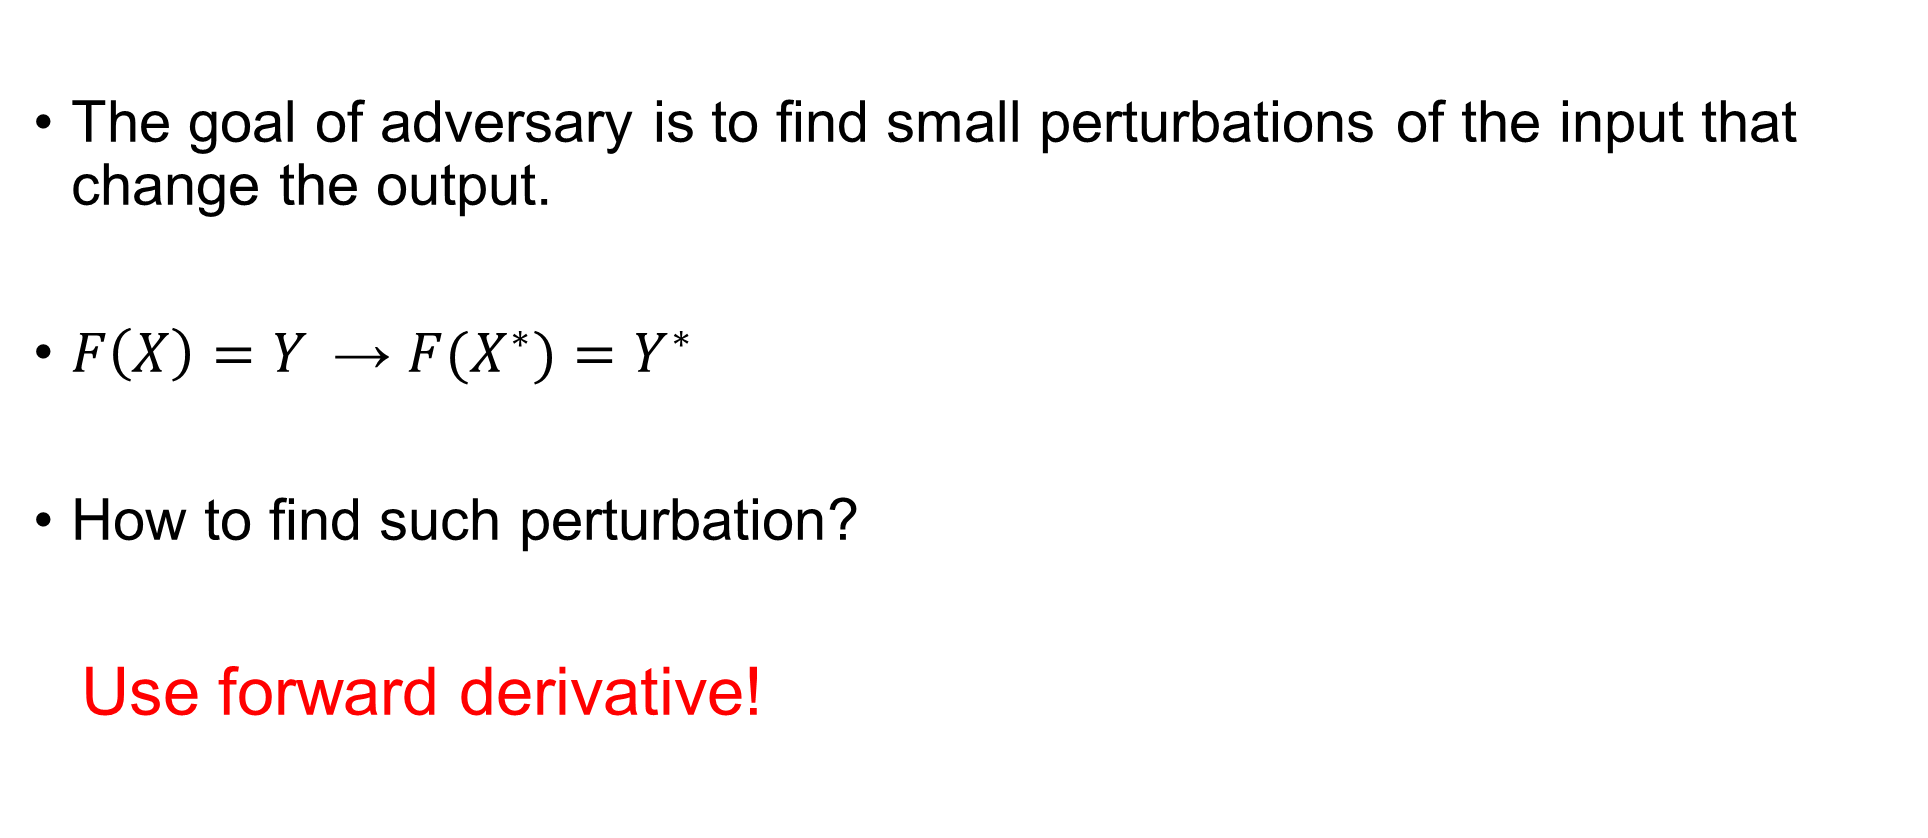 • The goal of adversary is to find small perturbations of the input that
change the output.
• F(X) = Y → F(X*) = Y*
• How to find such perturbation?
Use forward derivative!